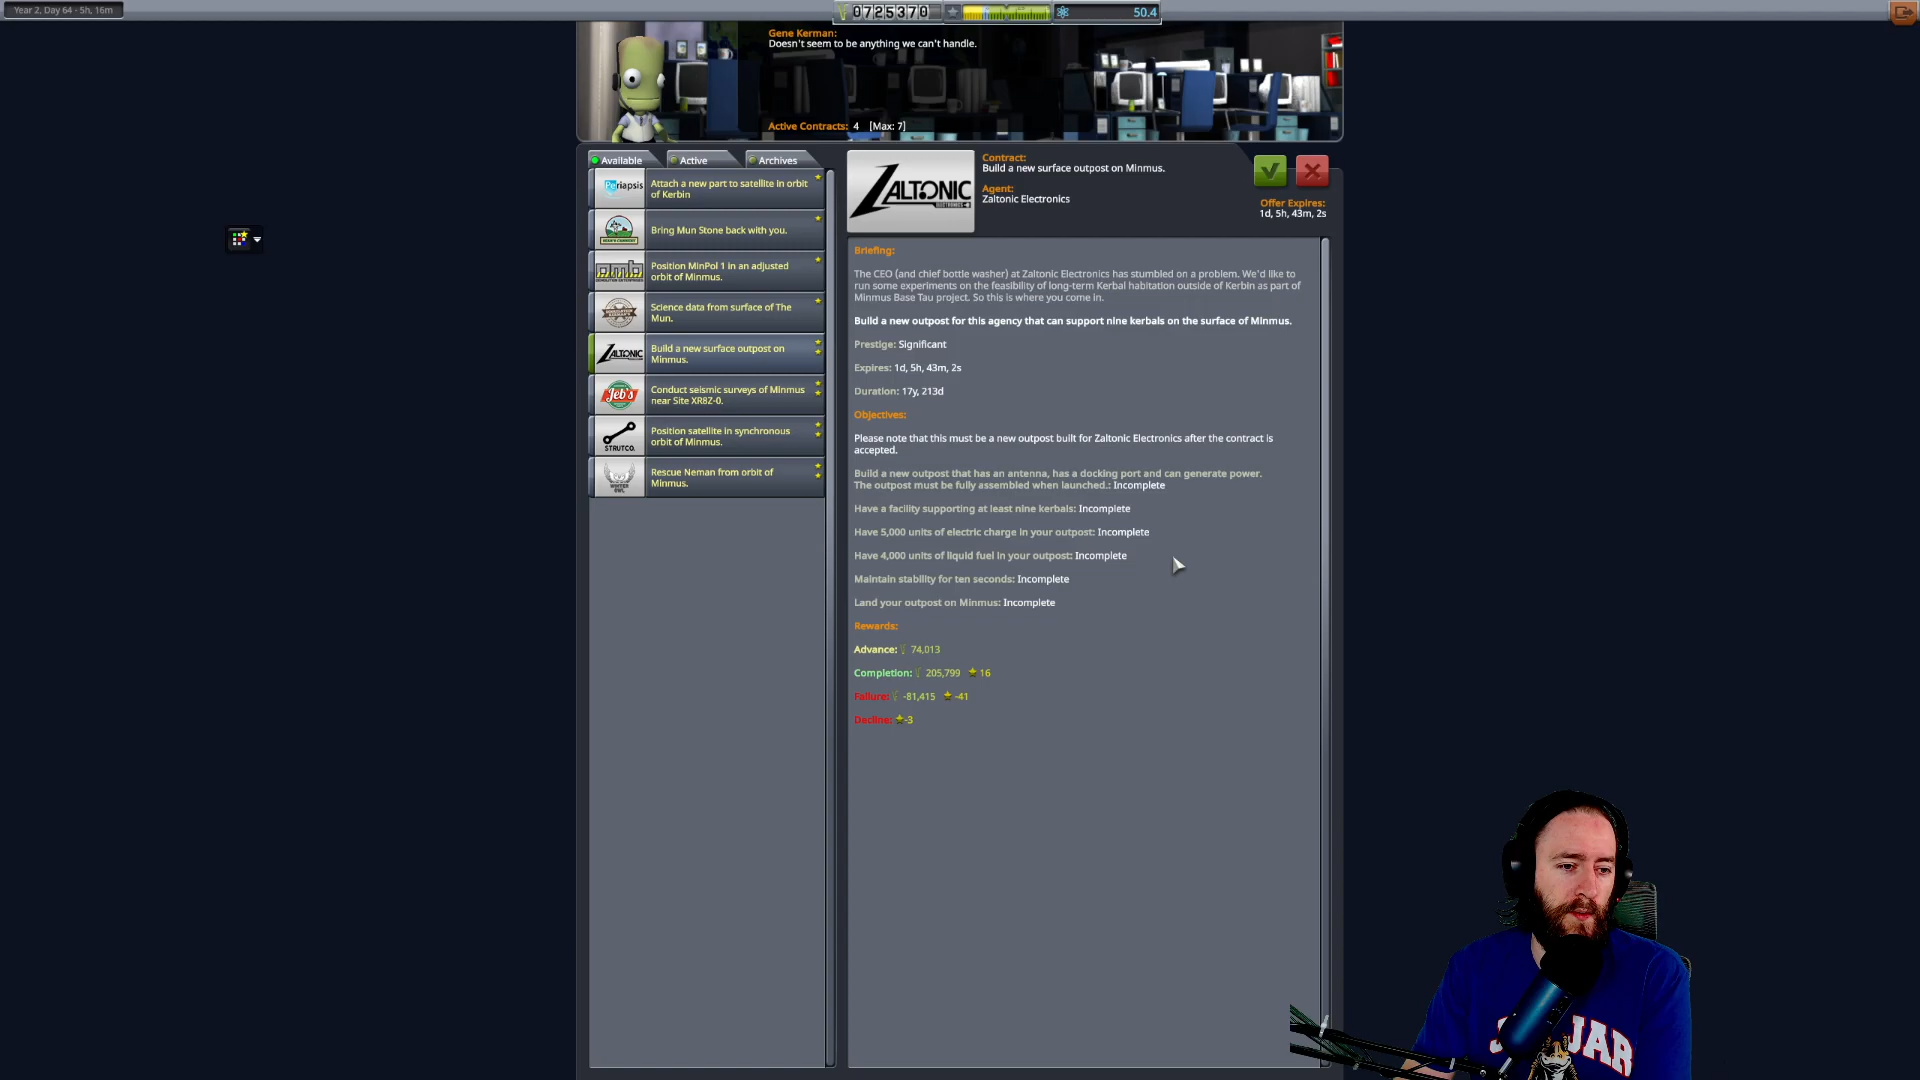 Year 2, Day 64 - 5h, 16m
0725370
50.4
Gene Kerman:
Doesn't seem to be anything we can't handle.
Active Contracts: 4 [Max: 7]
Available
Active
Archives
Periapsis
Attach a new part to satellite in orbit
of Kerbin
Bring Mun Stone back with you.
Position MinPol 1 in an adjusted
orbit of Minmus.
Science data from surface of The
Mun.
ZALTONIC
Build a new surface outpost on
Minmus.
Jeb's
Conduct seismic surveys of Minmus
near Site XR8Z-0.
STRUTCO.
Position satellite in synchronous
orbit of Minmus.
WINTER
OWL
Rescue Neman from orbit of
Minmus.
ZALTONIC
ELECTRONICS
Contract:
Build a new surface outpost on Minmus.
Agent:
Zaltonic Electronics
Offer Expires:
1d, 5h, 43m, 2s
Briefing:
The CEO (and chief bottle washer) at Zaltonic Electronics has stumbled on a problem. We'd like to
run some experiments on the feasibility of long-term Kerbal habitation outside of Kerbin as part of
Minmus Base Tau project. So this is where you come in.
Build a new outpost for this agency that can support nine kerbals on the surface of Minmus.
Prestige: Significant
Expires: 1d, 5h, 43m, 2s
Duration: 17y, 213d
Objectives:
Please note that this must be a new outpost built for Zaltonic Electronics after the contract is
accepted.
Build a new outpost that has an antenna, has a docking port and can generate power.
The outpost must be fully assembled when launched.: Incomplete
Have a facility supporting at least nine kerbals: Incomplete
Have 5,000 units of electric charge in your outpost: Incomplete
Have 4,000 units of liquid fuel in your outpost: Incomplete
Maintain stability for ten seconds: Incomplete
Land your outpost on Minmus: Incomplete
Rewards:
Advance: 74,013
Completion: 205,799 16
Failure: -81,415 -41
Decline: -3